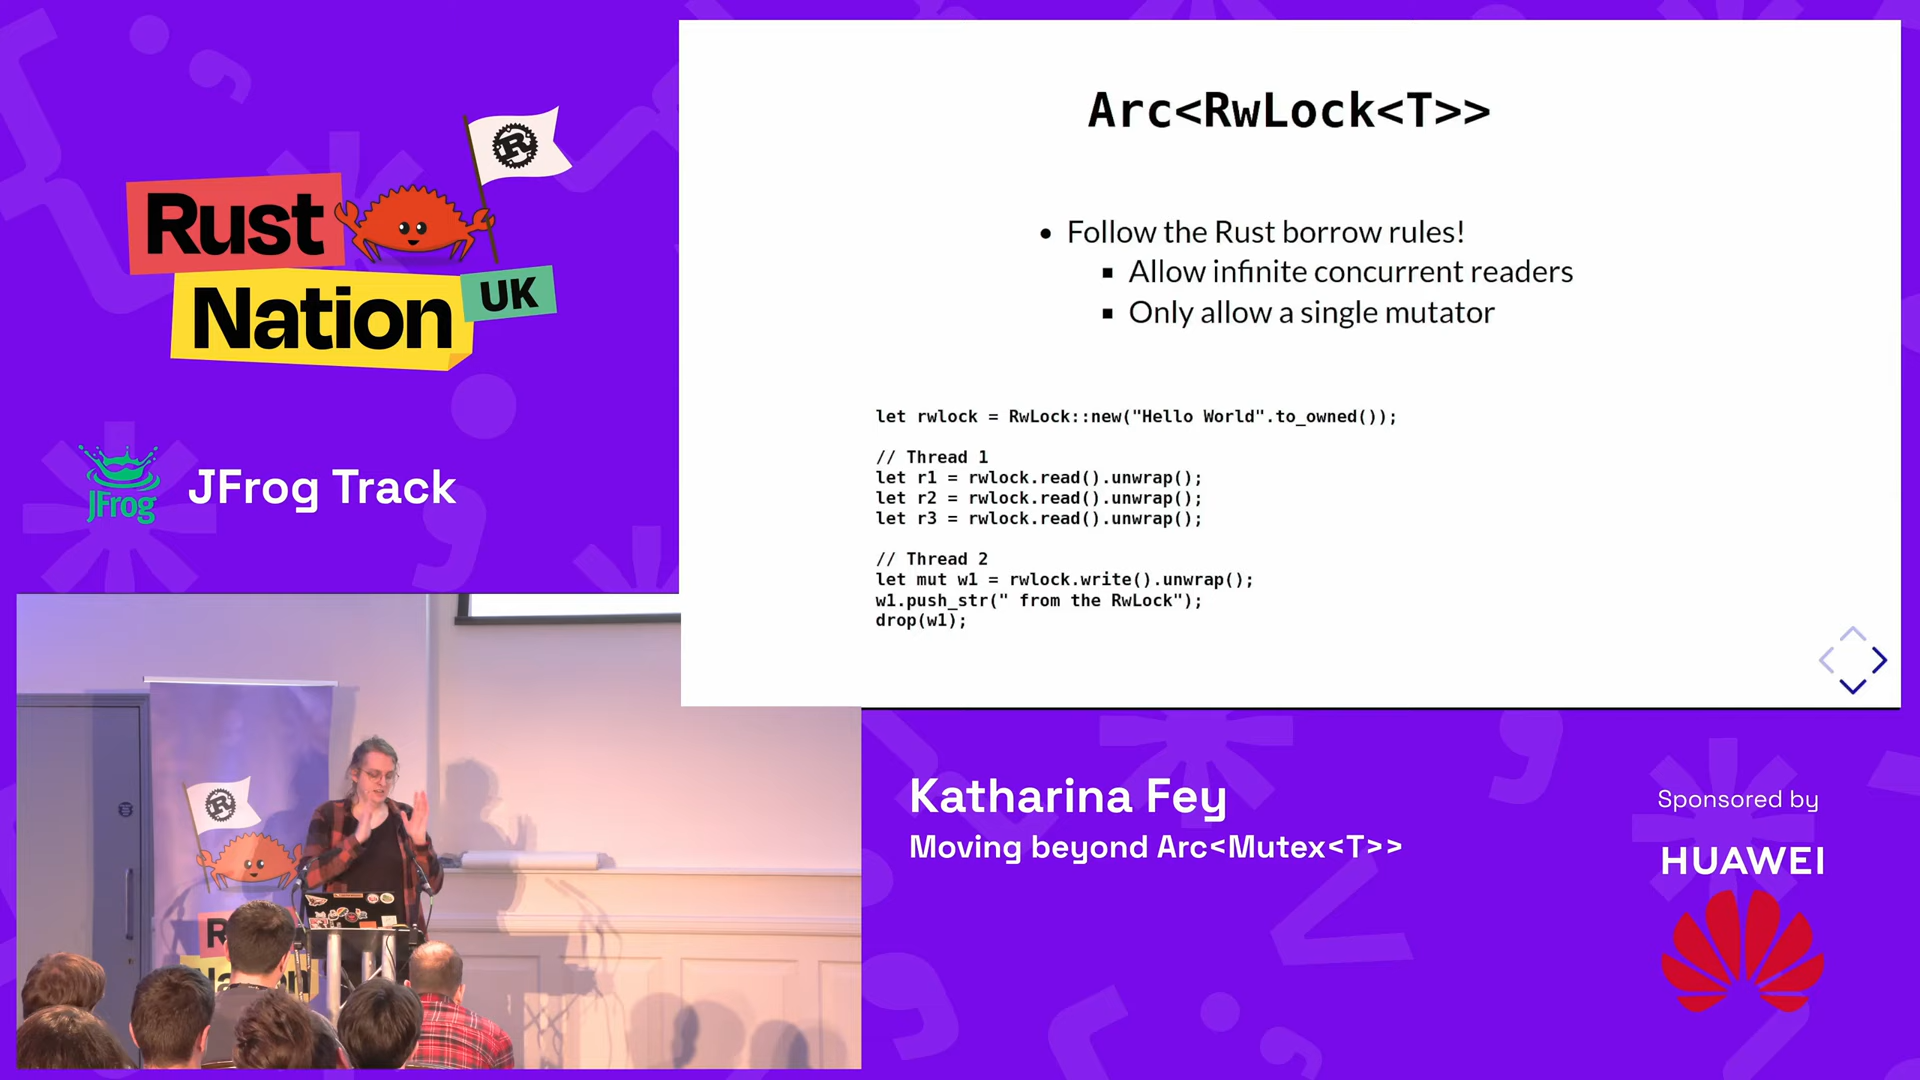 Rust
Nation
UK
JFrog
JFrog Track
Arc<RwLock<T>>
• Follow the Rust borrow rules!
▪ Allow infinite concurrent readers
▪ Only allow a single mutator
let rwlock = RwLock::new("Hello World".to_owned());
// Thread 1
let r1 = rwlock.read().unwrap();
let r2 = rwlock.read().unwrap();
let r3 = rwlock.read().unwrap();
// Thread 2
let mut w1 = rwlock.write().unwrap();
w1.push_str(" from the RwLock");
drop(w1);
Katharina Fey
Moving beyond Arc<Mutex<T>>
Sponsored by
HUAWEI